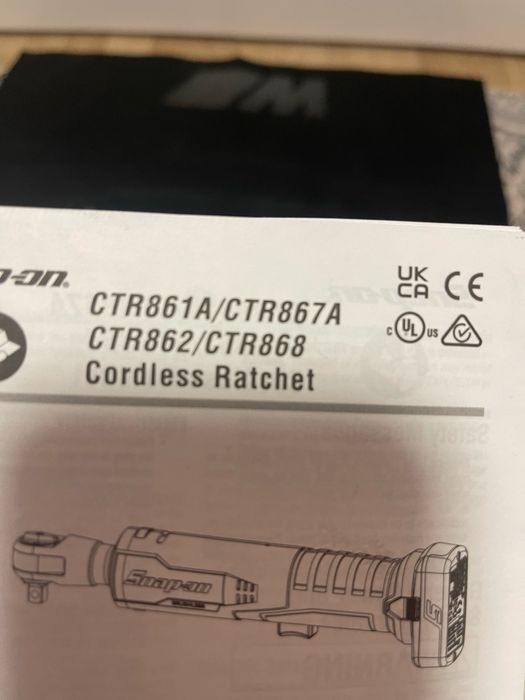 M
p-on®
UK
CA CE
CTR861A/CTR867A
CTR862/CTR868
c UL us
Cordless Ratchet
Snap-on